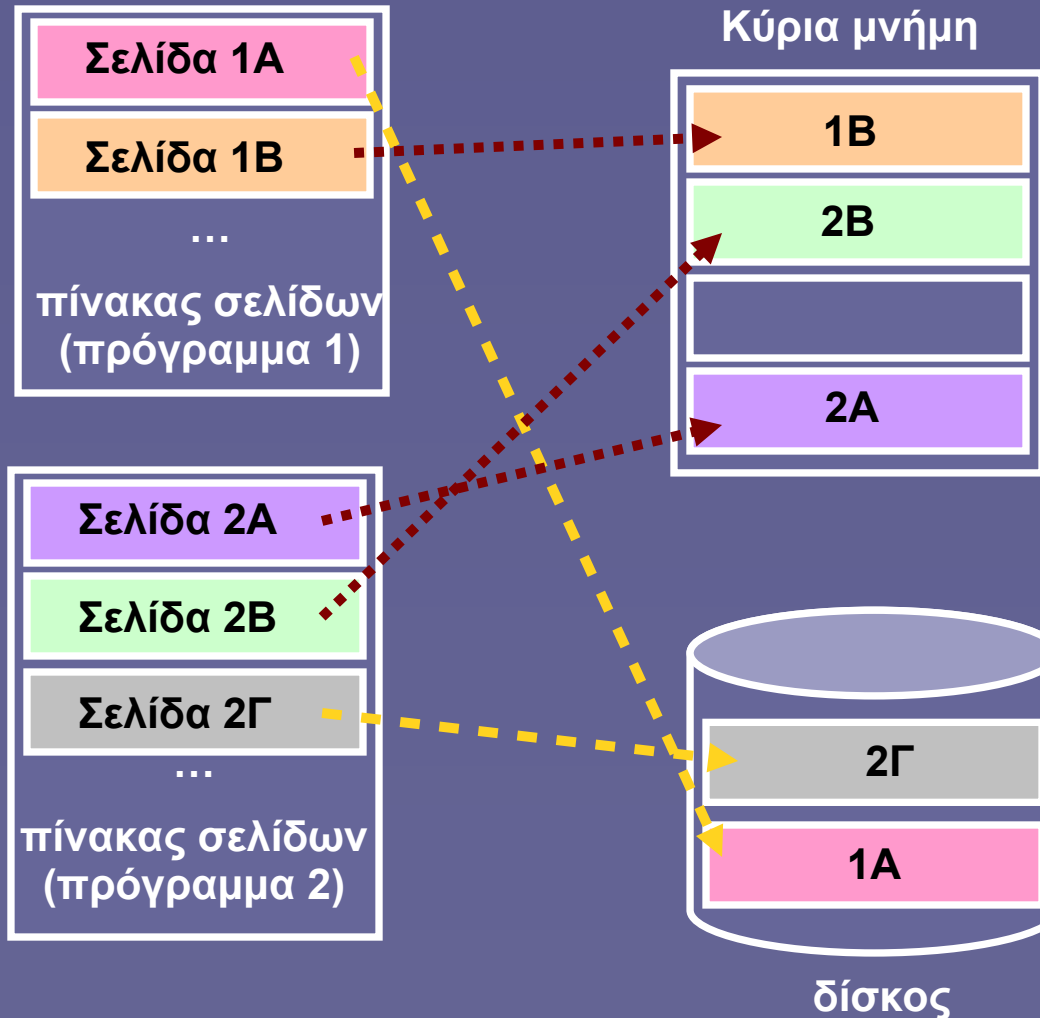 Σελίδα 1Α
Σελίδα 1Β
…
πίνακας σελίδων
(πρόγραμμα 1)
Σελίδα 2Α
Σελίδα 2Β
Σελίδα 2Γ
…
πίνακας σελίδων
(πρόγραμμα 2)
Κύρια μνήμη
1Β
2Β
2Α
2Γ
1Α
δίσκος